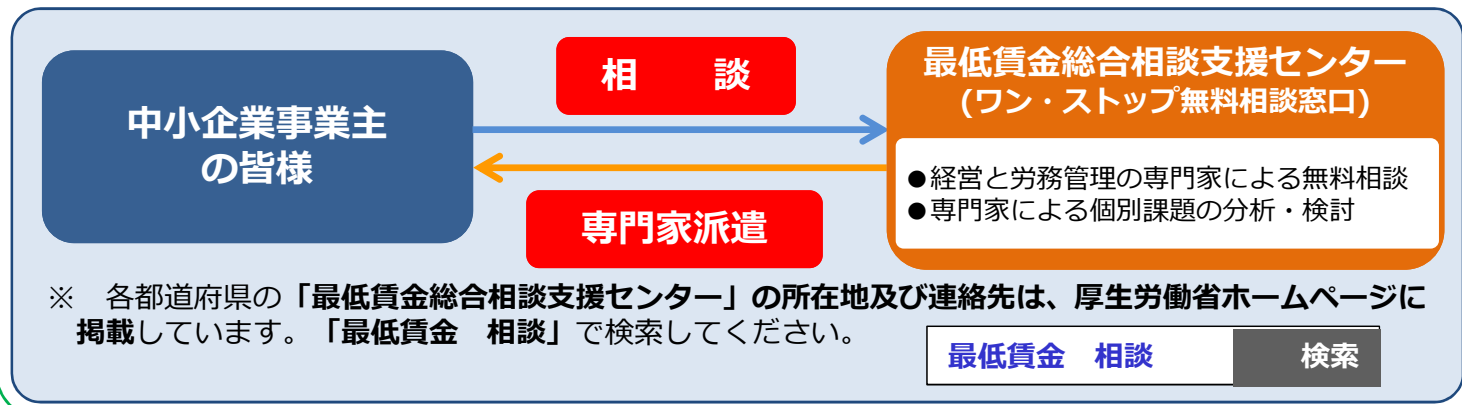 中小企業事業主
の皆様
相　　談
専門家派遣
最低賃金総合相談支援センター
(ワン・ストップ無料相談窓口)
●経営と労務管理の専門家による無料相談
●専門家による個別課題の分析・検討
※　各都道府県の「最低賃金総合相談支援センター」の所在地及び連絡先は、厚生労働省ホームページに
掲載しています。「最低賃金　相談」で検索してください。
最低賃金　相談　　　検索